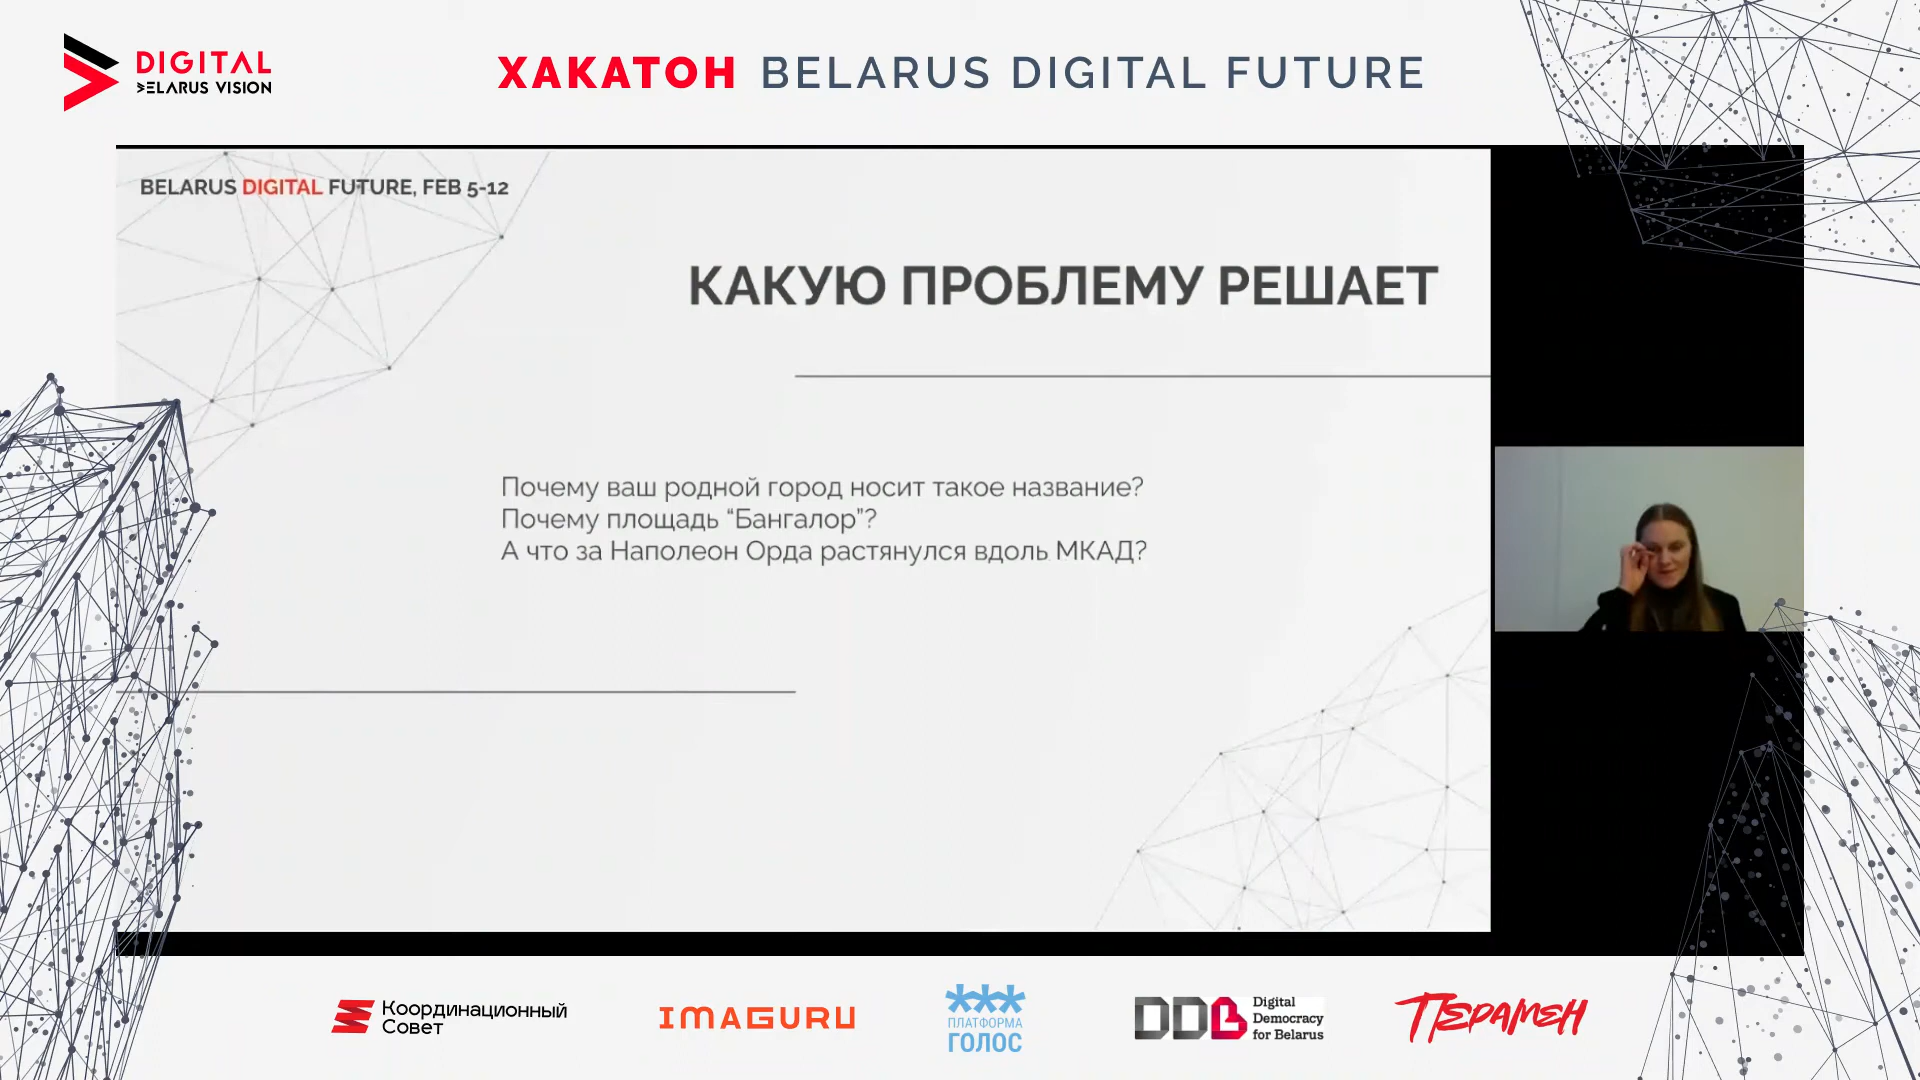 DIGITAL
BELARUS VISION
ХАКАТОН BELARUS DIGITAL FUTURE
BELARUS DIGITAL FUTURE, FEB 5-12
КАКУЮ ПРОБЛЕМУ РЕШАЕТ
Почему ваш родной город носит такое название?
Почему площадь “Бангалор”?
А что за Наполеон Орда растянулся вдоль МКАД?
Координационный
Совет
IMAGURU
ПЛАТФОРМА
ГОЛОС
DDB
Digital
Democracy
for Belarus
ПЕРАМЕН